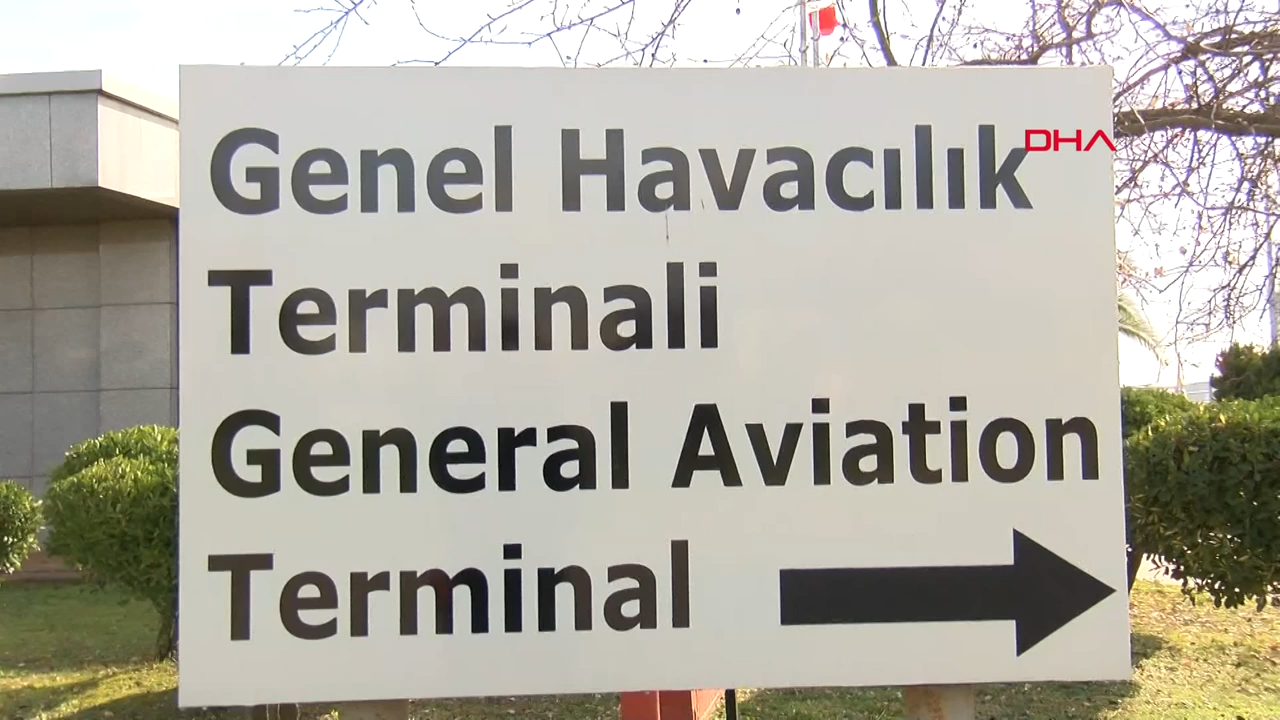 Genel Havacılık
DHA
Terminali
General Aviation
Terminal